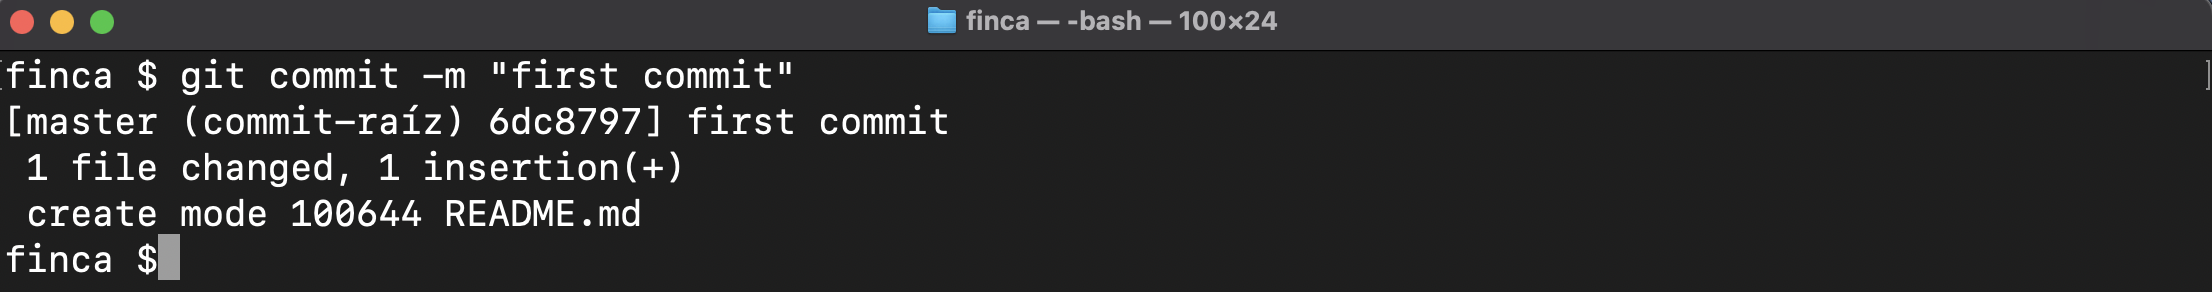 finca — -bash — 100×24
finca $ git commit -m "first commit"
[master (commit-raíz) 6dc8797] first commit
 1 file changed, 1 insertion(+)
 create mode 100644 README.md
finca $